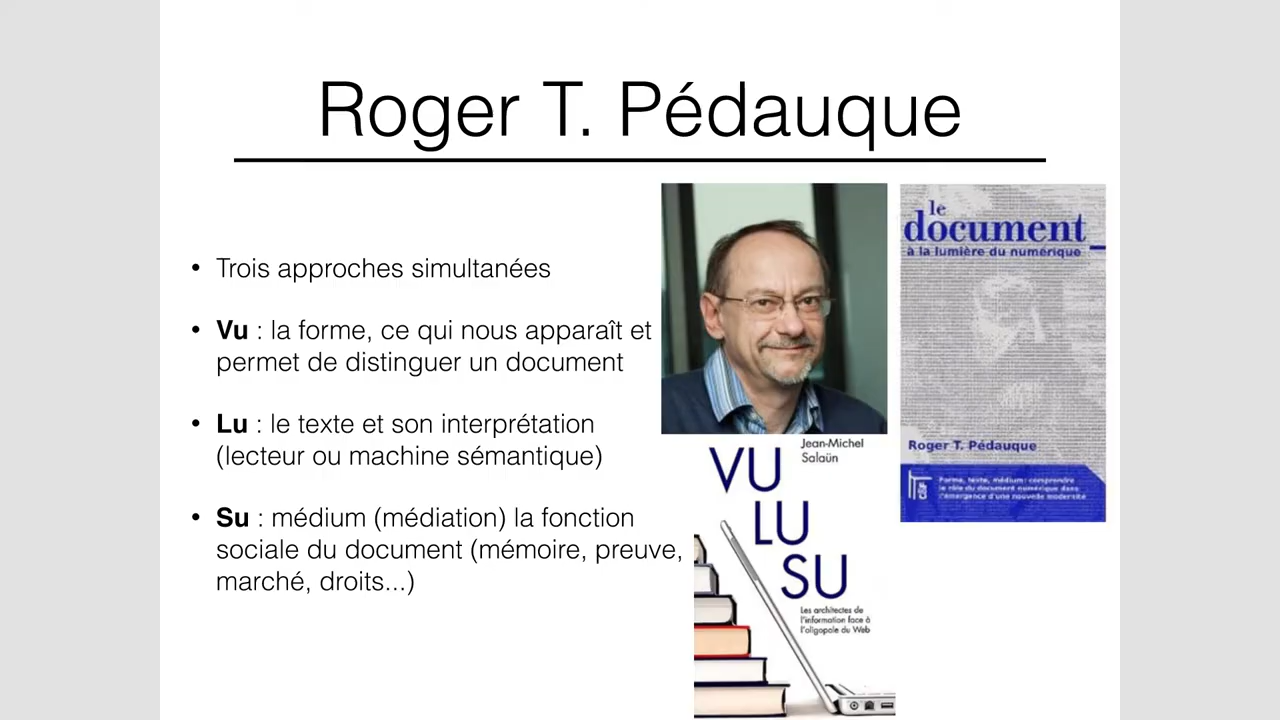 Roger T. Pédauque
• Trois approches simultanées
• Vu : la forme, ce qui nous apparaît et
permet de distinguer un document
• Lu : le texte et son interprétation
(lecteur ou machine sémantique)
• Su : médium (médiation) la fonction
sociale du document (mémoire, preuve,
marché, droits...)
le
document
à la lumière du numérique
Roger T. Pédauque
Forme, texte, médium : comprendre
le rôle du document numérique dans
l'émergence d'une nouvelle modernité
Jean-Michel
Salaün
VU
LU
SU
Les architectes de
l'information face à
l'oligopole du Web